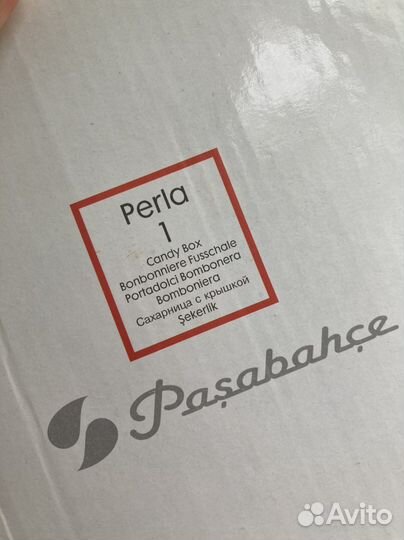 Perla
1
Candy Box
Bonbonniere Fusschale
Portadolci Bombonera
Bomboniera
Сахарница с крышкой
Şekerlik
Paşabahçe
Avito